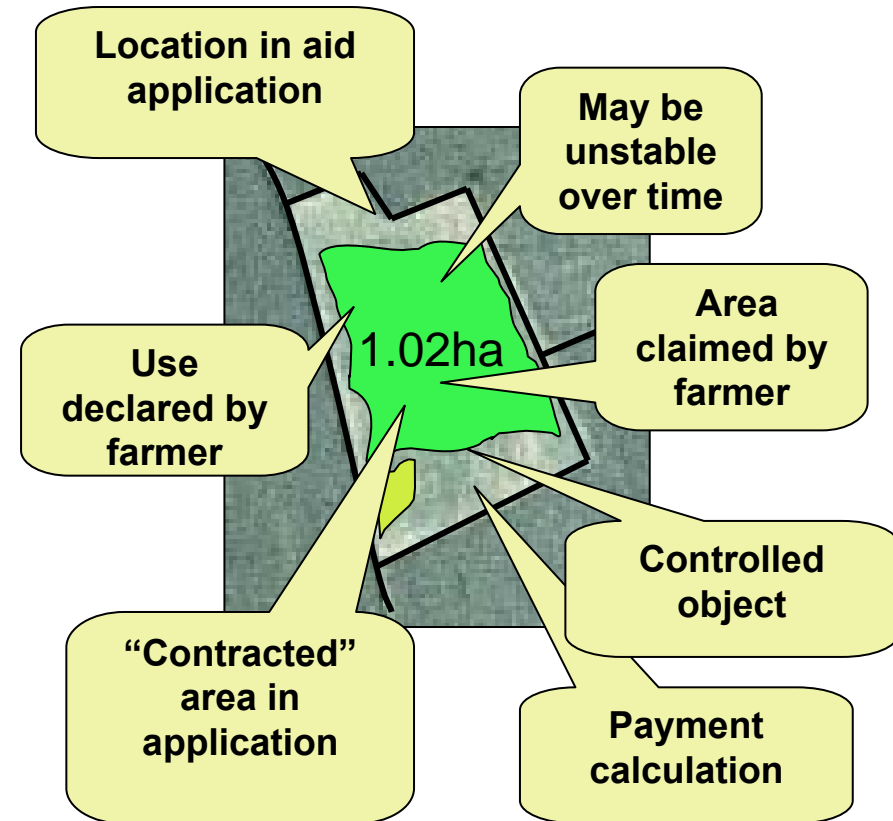 Location in aid
application
May be
unstable
over time
1.02ha
Area
claimed by
farmer
Use
declared by
farmer
Controlled
object
“Contracted”
area in
application
Payment
calculation